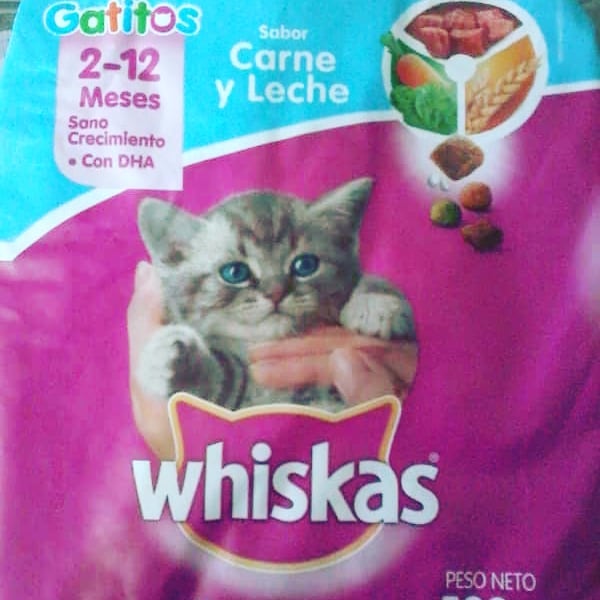 Gatitos
2-12
Meses
Sano
Crecimiento
• Con DHA
Sabor
Carne
y Leche
whiskas®
PESO NETO